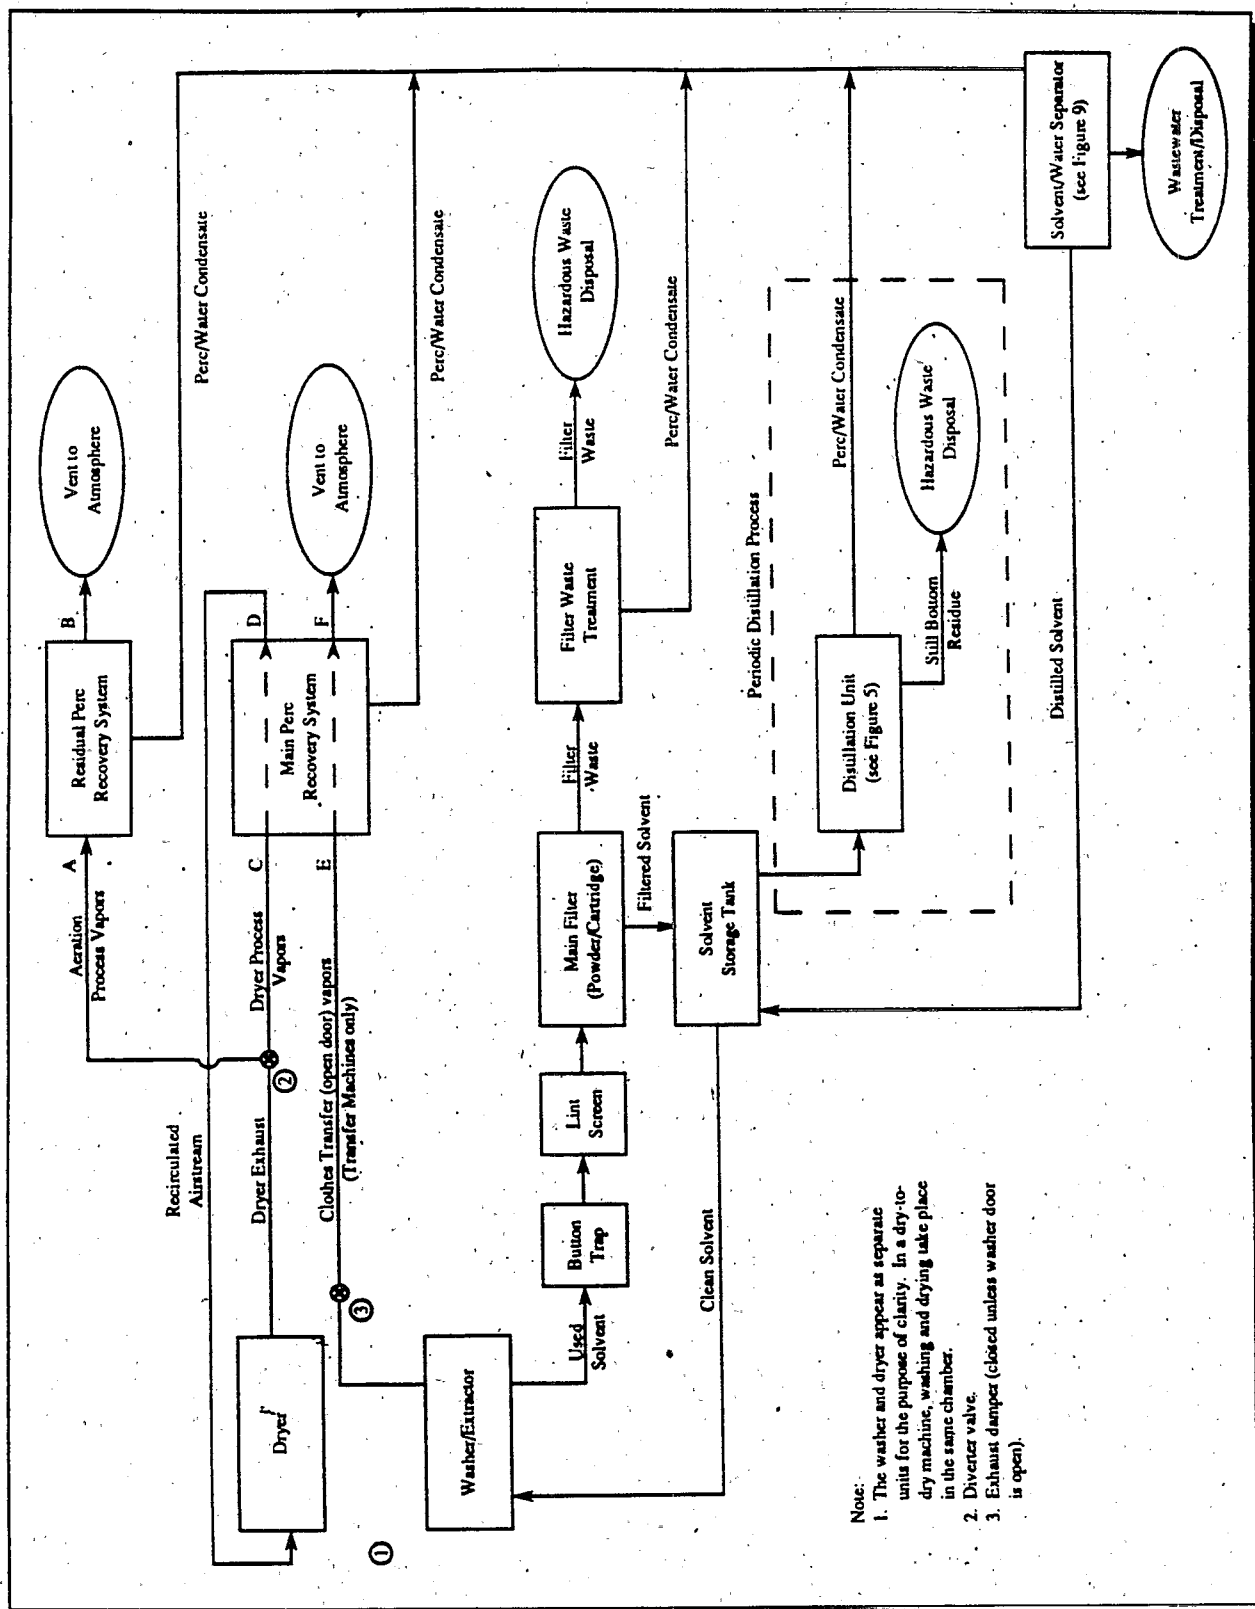 Dryer
Washer/Extractor
1
Recirculated
Airstream
Dryer Exhaust
2
Clothes Transfer (open door) vapors
(Transfer Machines only)
3
Aeration
Process Vapors
A
Residual Perc
Recovery System
B
Vent to
Atmosphere
Perc/Water Condensate
Dryer Process
Vapors
C
D
E
F
Main Perc
Recovery System
Vent to
Atmosphere
Perc/Water Condensate
Used
Solvent
Button
Trap
Lint
Screen
Main Filter
(Powder/Cartridge)
Filter
Waste
Filter Waste
Treatment
Filter
Waste
Hazardous Waste
Disposal
Perc/Water Condensate
Filtered Solvent
Solvent
Storage Tank
Clean Solvent
Periodic Distillation Process
Distillation Unit
(see Figure 5)
Perc/Water Condensate
Still Bottom
Residue
Hazardous Waste
Disposal
Distilled Solvent
Solvent/Water Separator
(see Figure 9)
Wastewater
Treatment/Disposal
Note:
1. The washer and dryer appear as separate
units for the purpose of clarity. In a dry-to-
dry machine, washing and drying take place
in the same chamber.
2. Diverter valve.
3. Exhaust damper (closed unless washer door
is open).